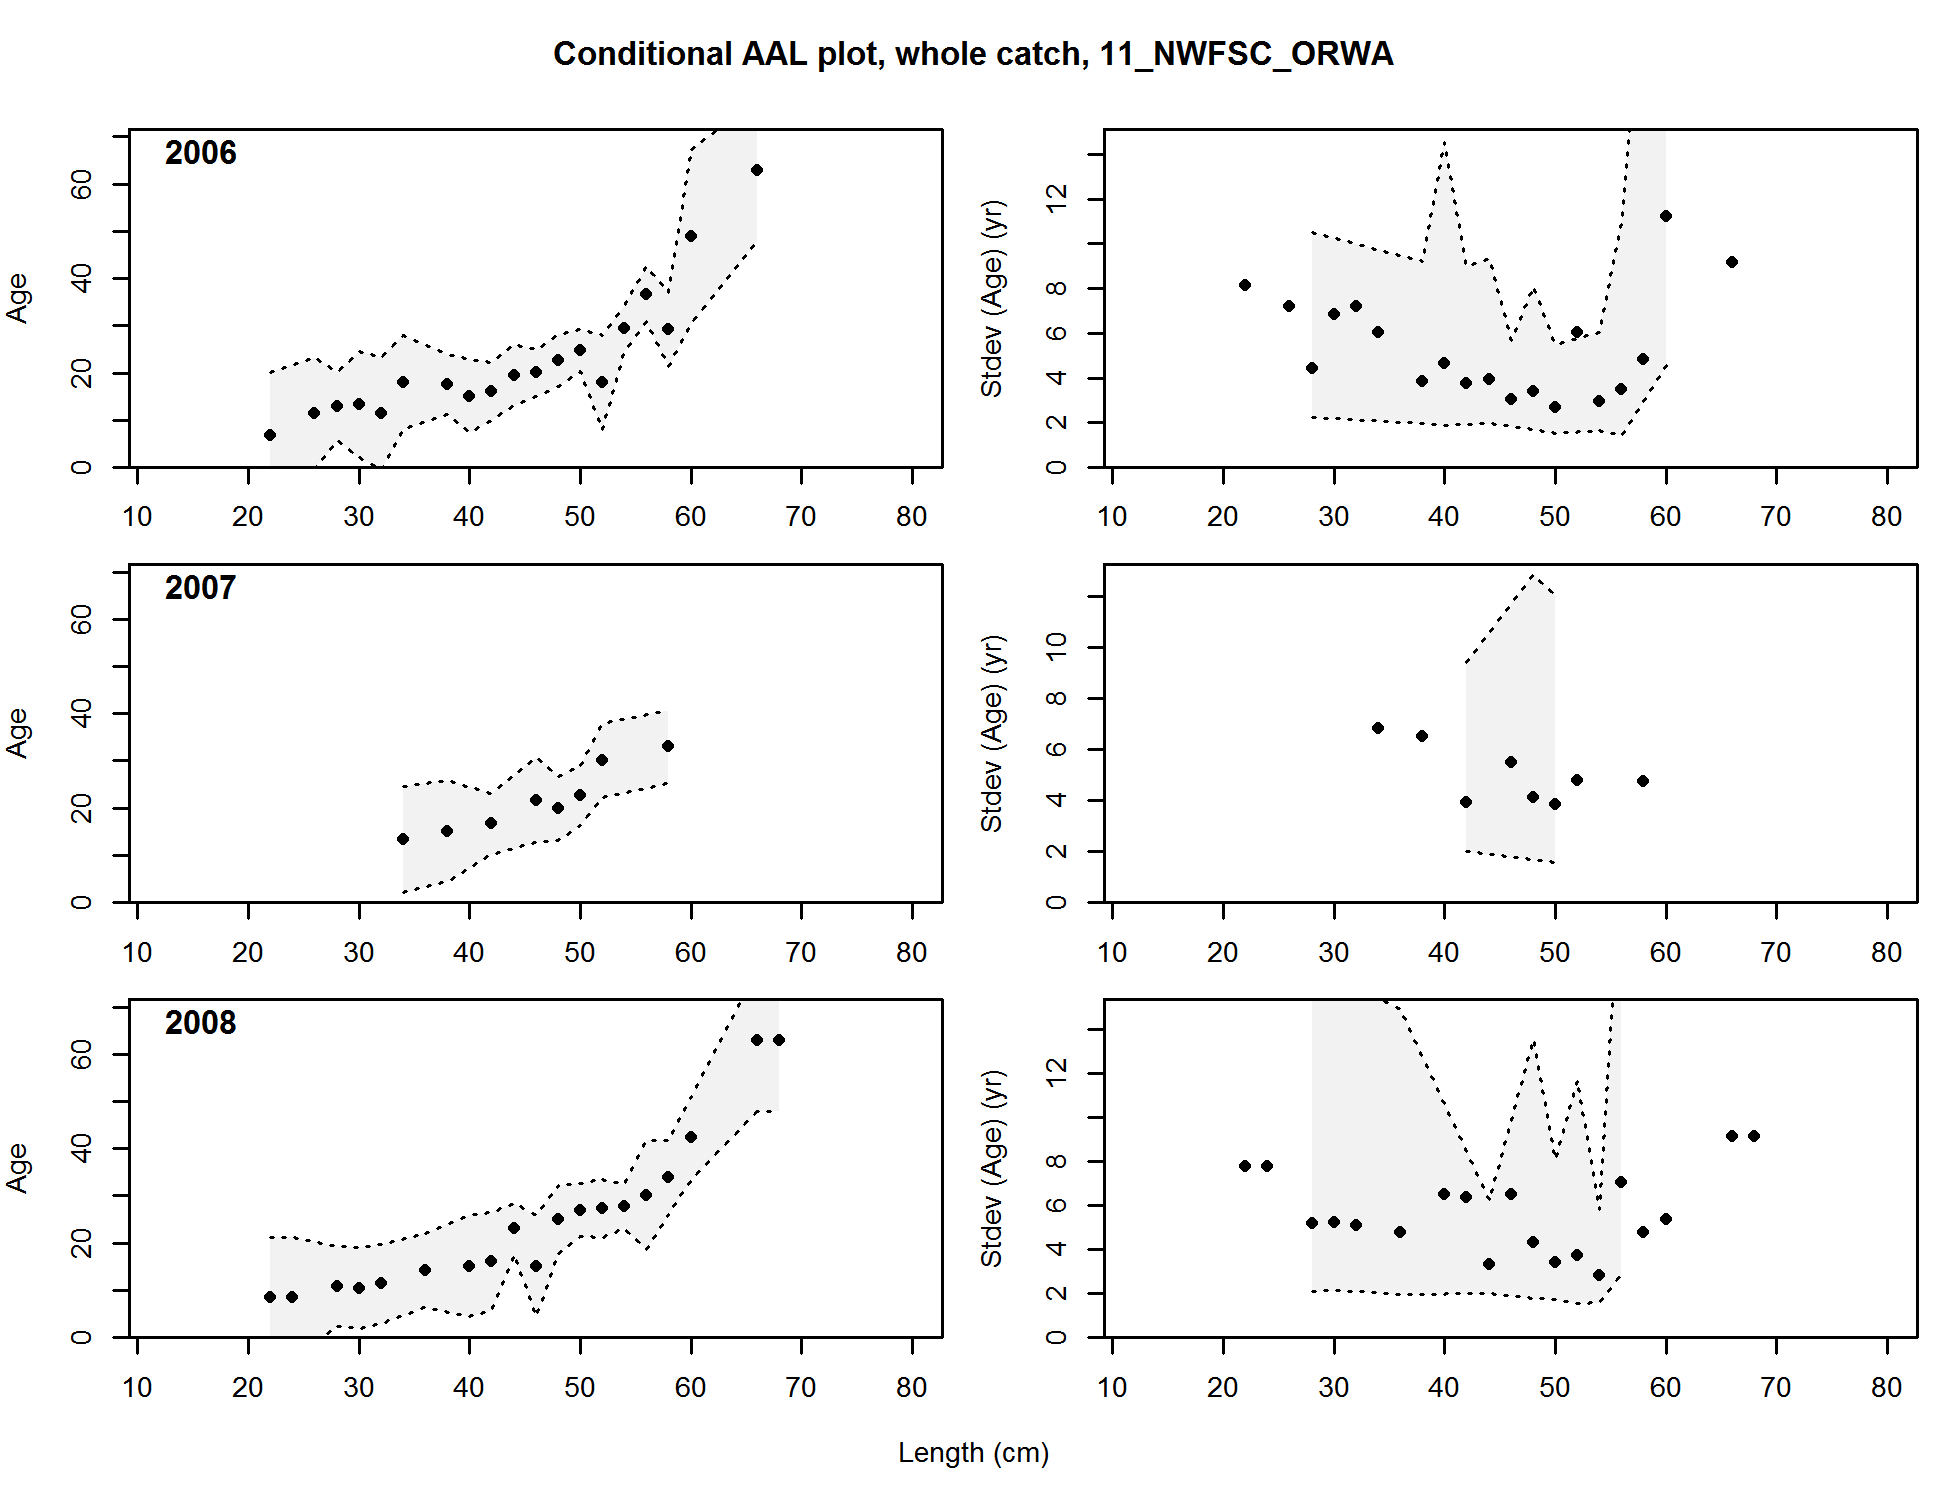 Conditional AAL plot, whole catch, 11_NWFSC_ORWA
2006
Age
0 20 40 60
10 20 30 40 50 60 70 80
Stdev (Age) (yr)
0 2 4 6 8 12
10 20 30 40 50 60 70 80
2007
Age
0 20 40 60
10 20 30 40 50 60 70 80
Stdev (Age) (yr)
0 2 4 6 8 10
10 20 30 40 50 60 70 80
2008
Age
0 20 40 60
10 20 30 40 50 60 70 80
Stdev (Age) (yr)
0 2 4 6 8 12
10 20 30 40 50 60 70 80
Length (cm)